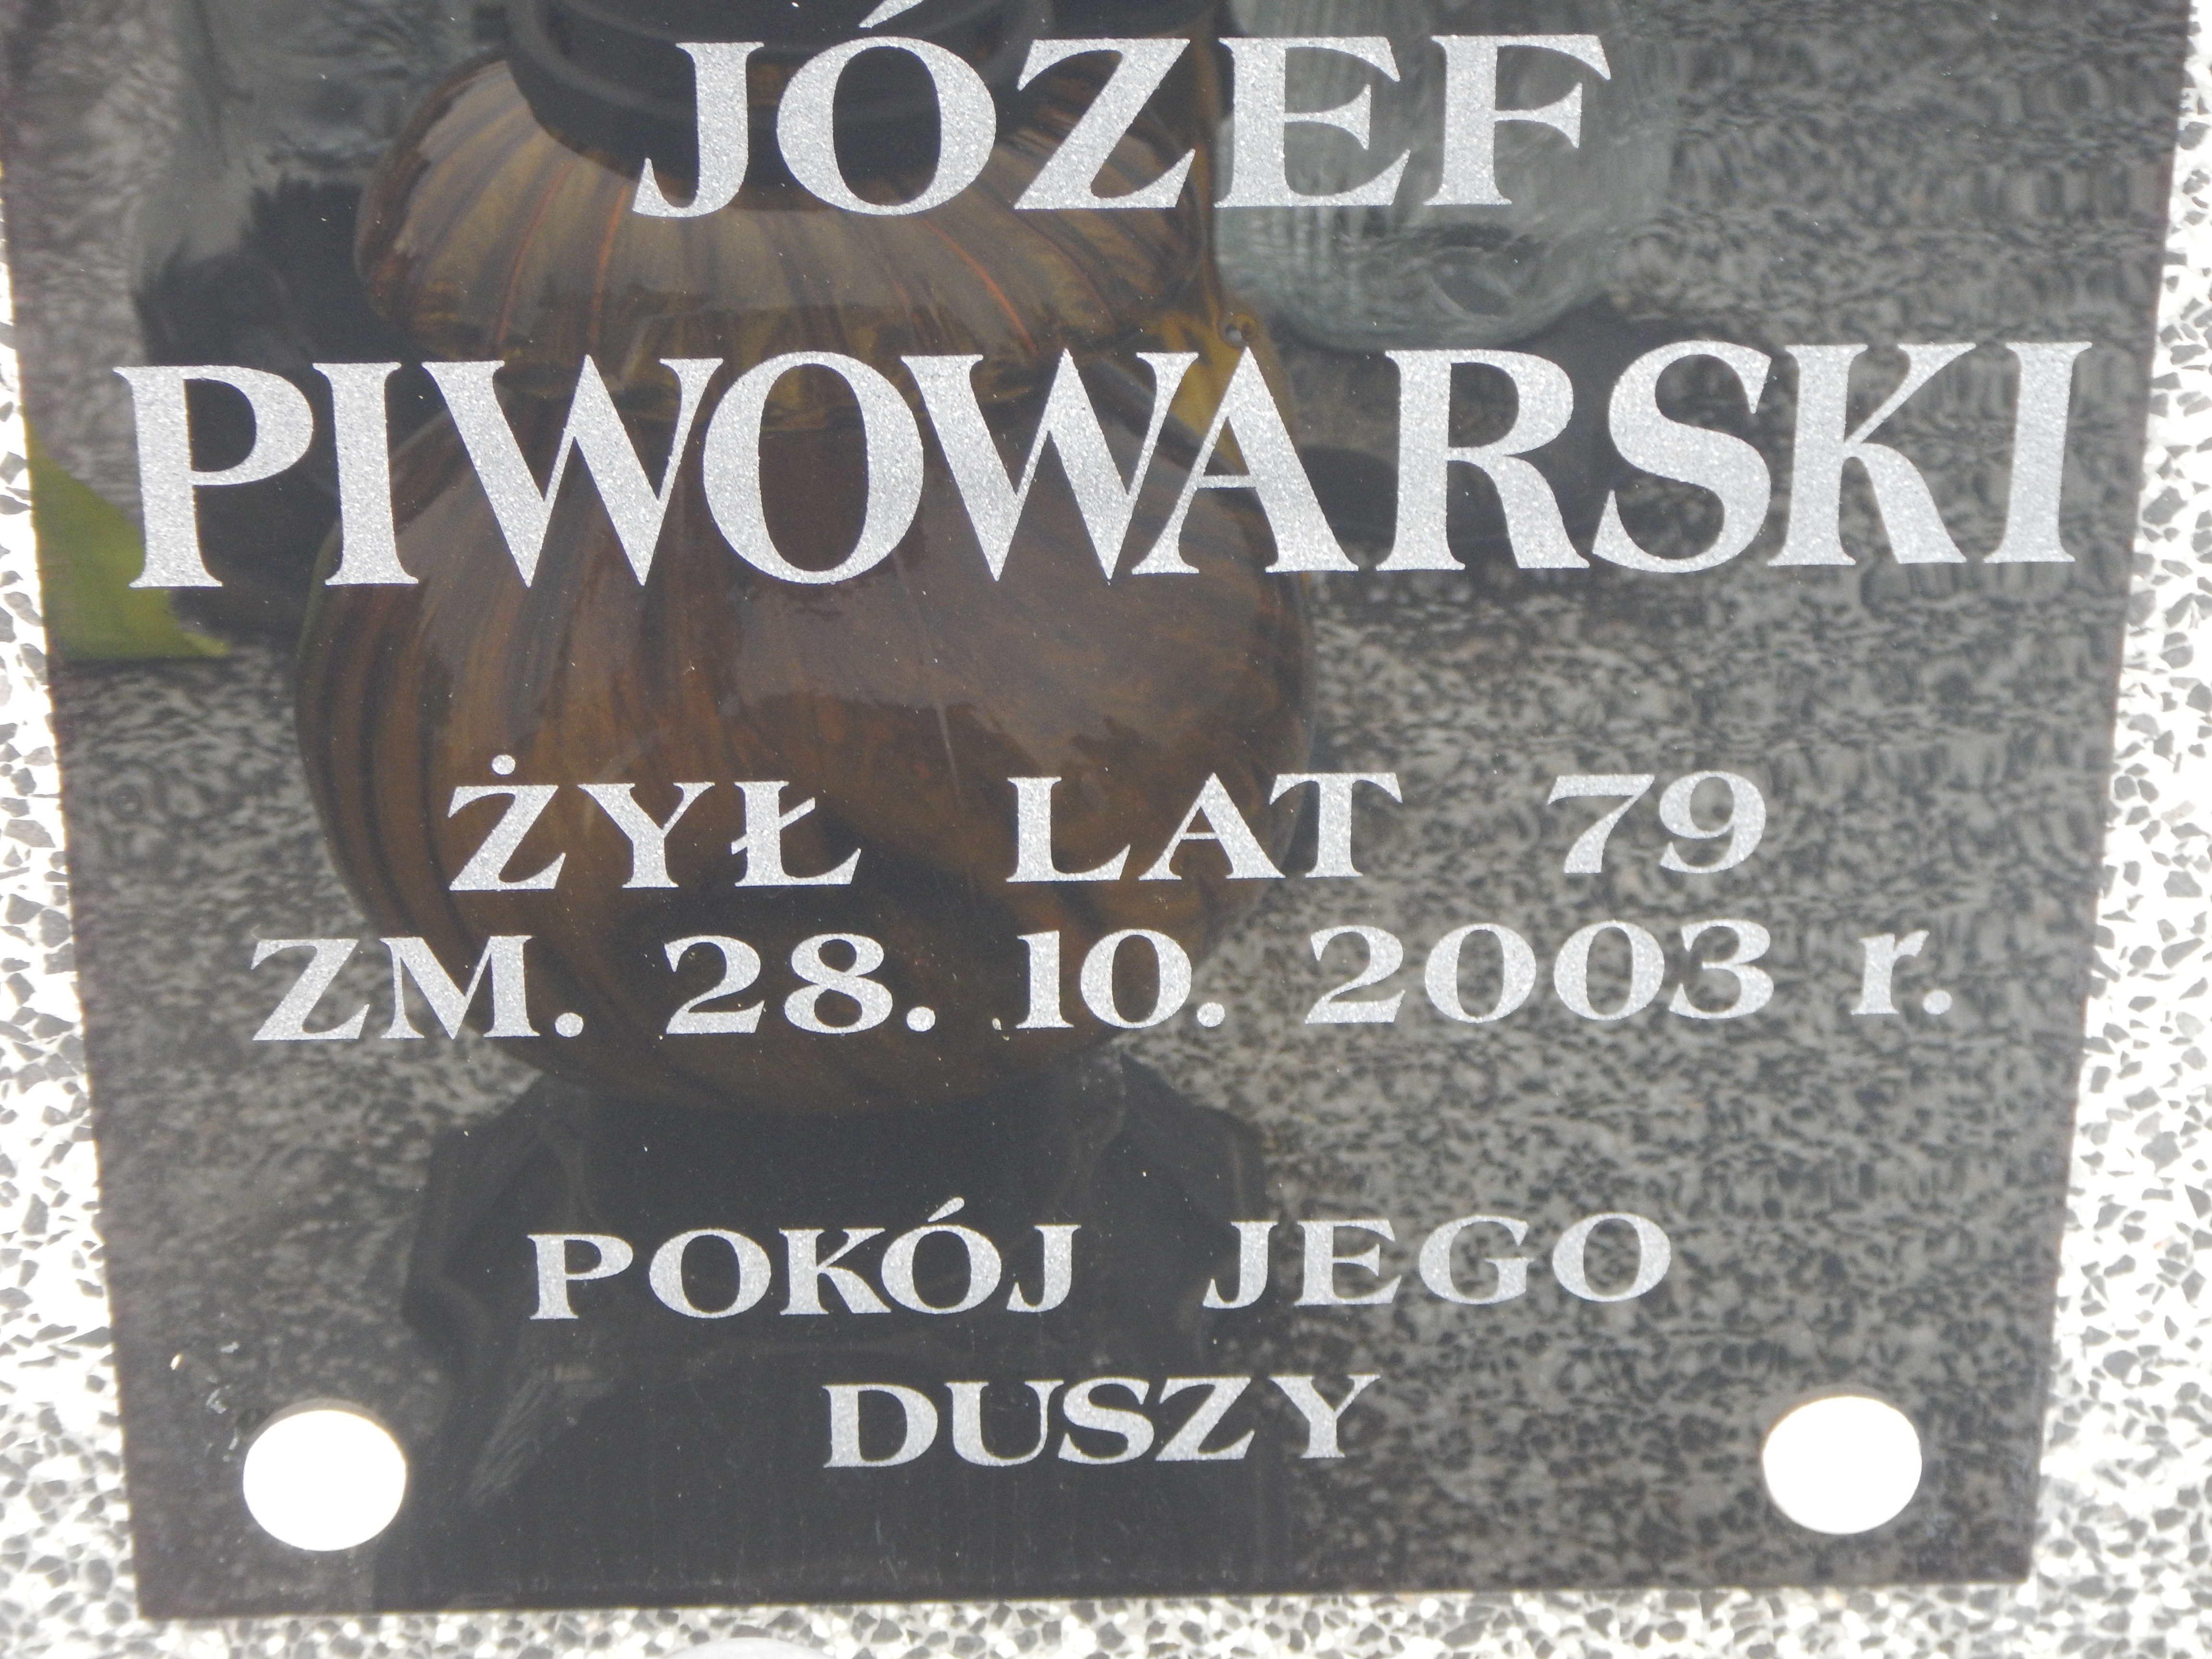 JÓZEF
PIWOWARSKI
ŻYŁ LAT 79
ZM. 28. 10. 2003 r.
POKÓJ JEGO
DUSZY